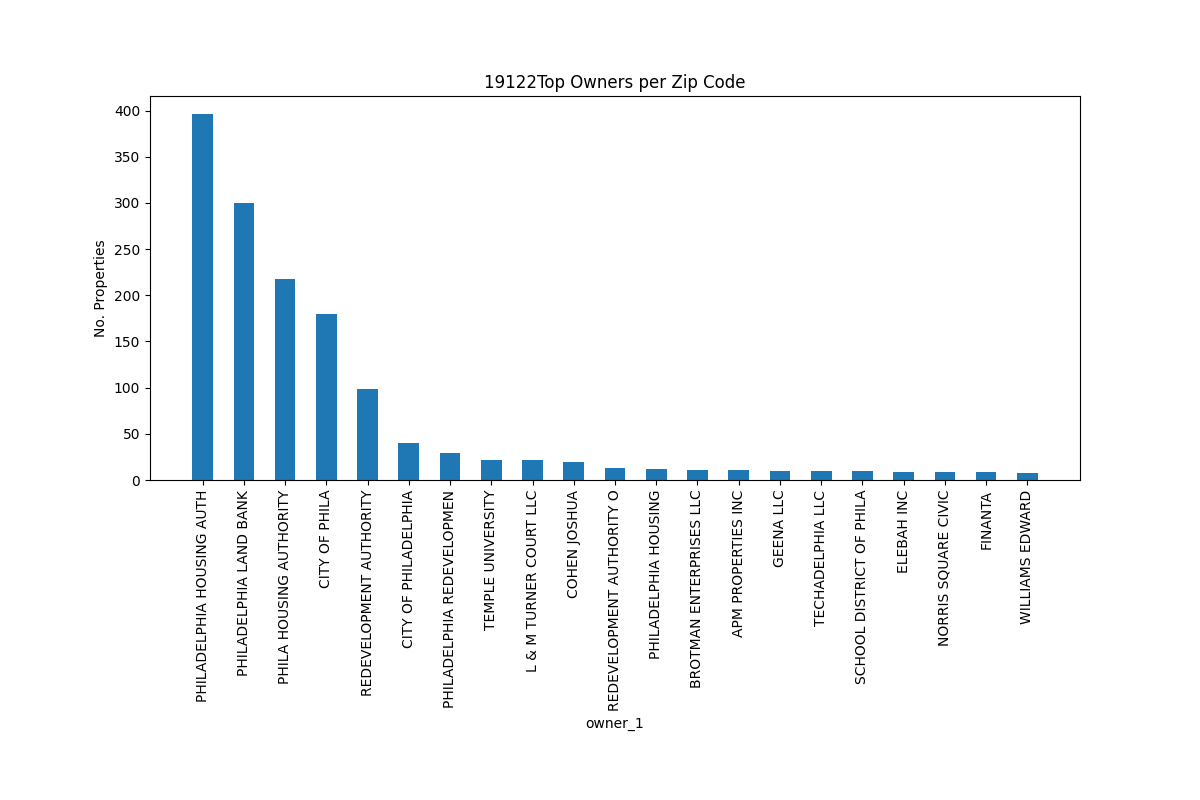 19122Top Owners per Zip Code
No. Properties
400
350
300
250
200
150
100
50
0
PHILADELPHIA HOUSING AUTH
PHILADELPHIA LAND BANK
PHILA HOUSING AUTHORITY
CITY OF PHILA
REDEVELOPMENT AUTHORITY
CITY OF PHILADELPHIA
PHILADELPHIA REDEVELOPMEN
TEMPLE UNIVERSITY
L & M TURNER COURT LLC
COHEN JOSHUA
REDEVELOPMENT AUTHORITY O
PHILADELPHIA HOUSING
BROTMAN ENTERPRISES LLC
APM PROPERTIES INC
GEENA LLC
TECHADELPHIA LLC
SCHOOL DISTRICT OF PHILA
ELEBAH INC
NORRIS SQUARE CIVIC
FINANTA
WILLIAMS EDWARD
owner_1